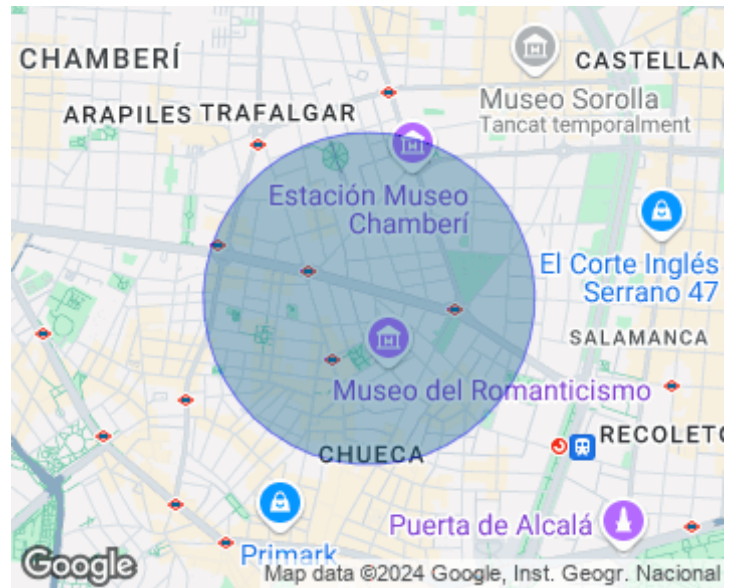 CHAMBERÍ
CASTELLAN
Museo Sorolla
Tancat temporalment
ARAPILES
TRAFALGAR
Estación Museo
Chamberí
El Corte Inglés
Serrano 47
SALAMANCA
Museo del Romanticismo
RECOLETO
CHUECA
Puerta de Alcalá
Primark
Google
Map data ©2024 Google, Inst. Geogr. Nacional